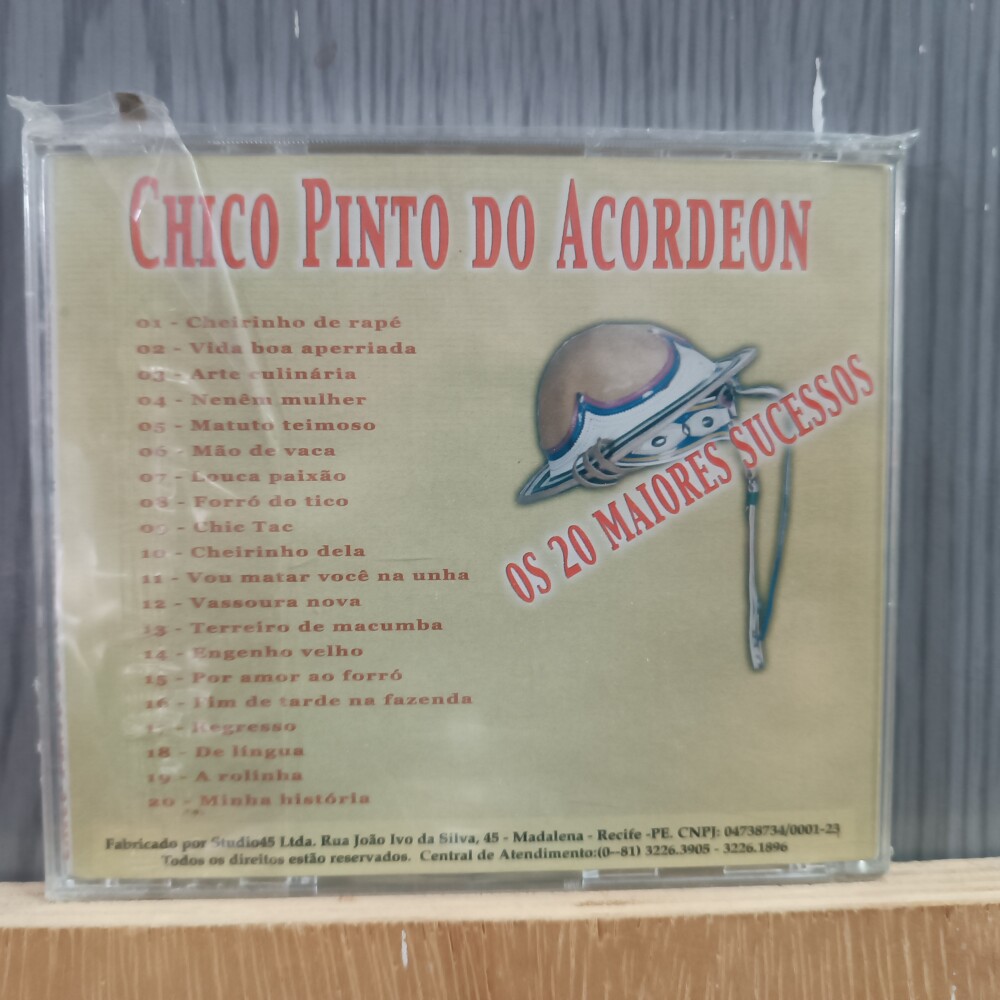 CHICO PINTO DO ACORDEON
01 - Cheirinho de rapé
02 - Vida boa aperriada
03 - Arte culinária
04 - Nenêm mulher
05 - Matuto teimoso
06 - Mão de vaca
07 - Louca paixão
08 - Forró do tico
09 - Chic Tac
10 - Cheirinho dela
11 - Vou matar você na unha
12 - Vassoura nova
13 - Terreiro de macumba
14 - Engenho velho
15 - Por amor ao forró
16 - Fim de tarde na fazenda
17 - Regresso
18 - De língua
19 - A rolinha
20 - Minha história
OS 20 MAIORES SUCESSOS
Fabricado por Studio45 Ltda. Rua João Ivo da Silva, 45 - Madalena - Recife -PE. CNPJ: 04738734/0001-23
Todos os direitos estão reservados. Central de Atendimento:(0--81) 3226.3905 - 3226.1896